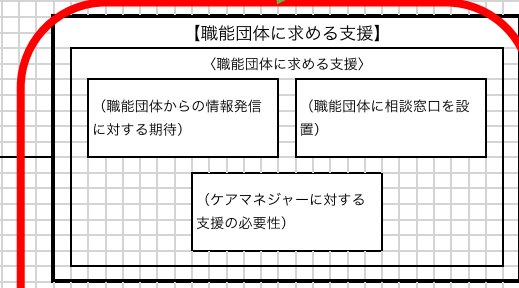 【職能団体に求める支援】
〈職能団体に求める支援〉
（職能団体からの情報発信
に対する期待）
（職能団体に相談窓口を設
置）
（ケアマネジャーに対する
支援の必要性）